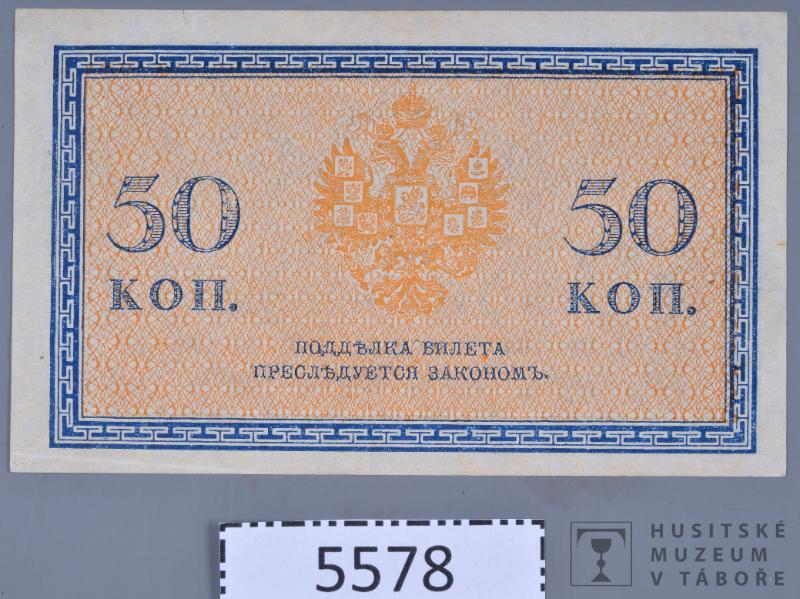 50 50
КОП. КОП.
ПОДДѢЛКА БИЛЕТА
ПРЕСЛѢДУЕТСЯ ЗАКОНОМЪ.
5578
HUSITSKÉ
MUZEUM
V TÁBOŘE